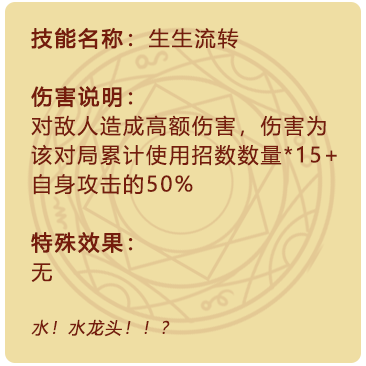 技能名称：生生流转
伤害说明：
对敌人造成高额伤害，伤害为
该对局累计使用招数数量*15+
自身攻击的50%
特殊效果：
无
水！水龙头！！？